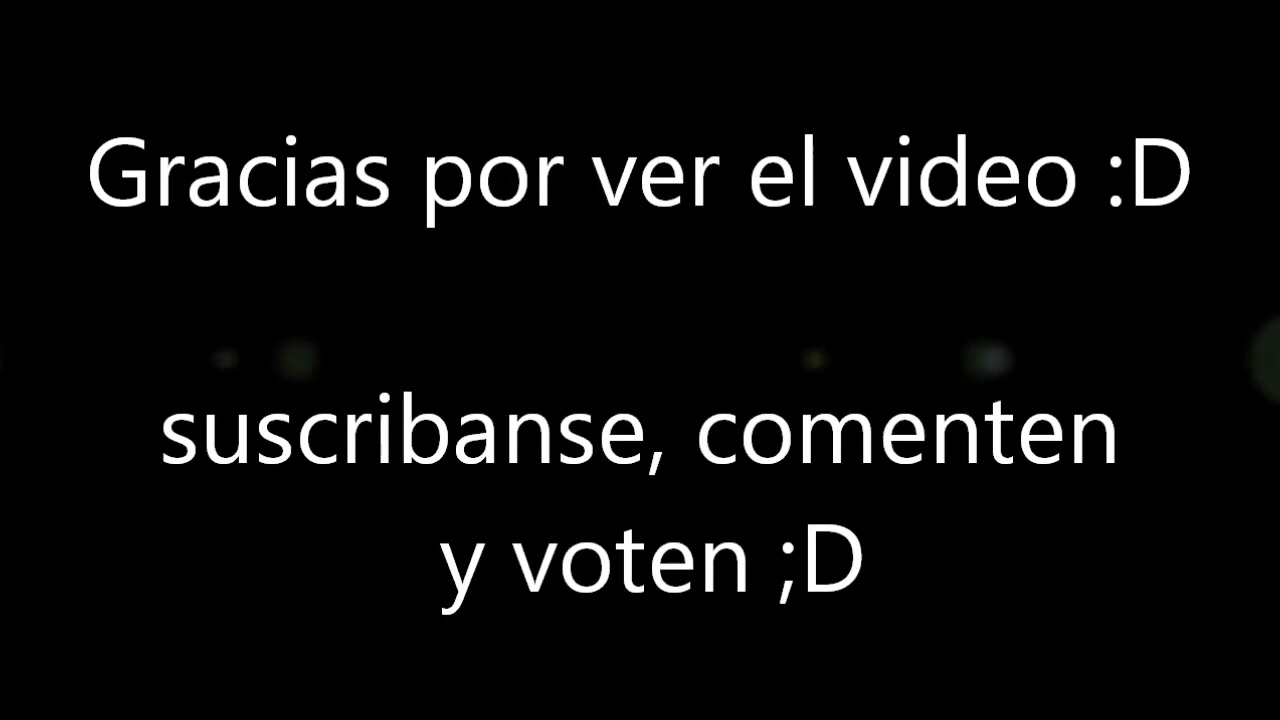 Gracias por ver el video :D
suscribanse, comenten
y voten ;D